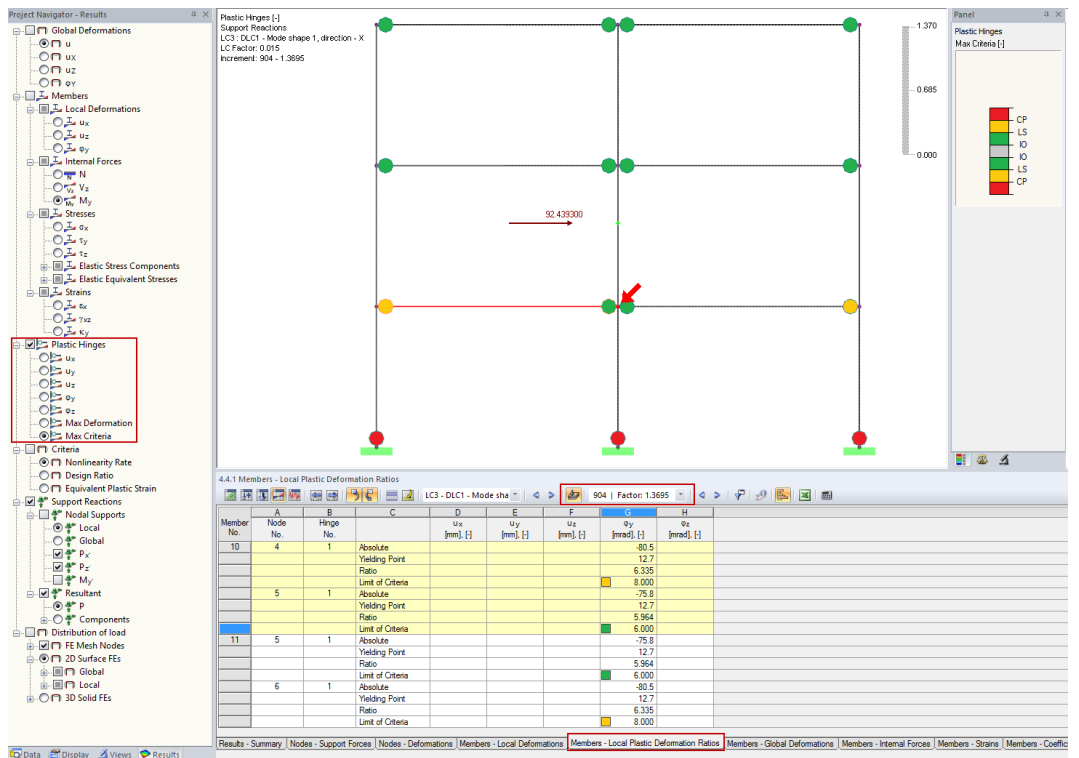 Project Navigator - Results
Global Deformations
u
uX
uZ
φY
Members
Local Deformations
ux
uz
φy
Internal Forces
N
Vz
My
Stresses
σx
τy
τz
Elastic Stress Components
Elastic Equivalent Stresses
Strains
εx
γxz
κy
Plastic Hinges
ux
uy
uz
φy
φz
Max Deformation
Max Criteria
Criteria
Nonlinearity Rate
Design Ratio
Equivalent Plastic Strain
Support Reactions
Nodal Supports
Local
Global
Px'
Pz'
My'
Resultant
P
Components
Distribution of load
FE Mesh Nodes
2D Surface FEs
Global
Local
3D Solid FEs
Data Display Views Results
Plastic Hinges [-]
Support Reactions
LC3 : DLC1 - Mode shape 1, direction - X
LC Factor: 0.015
Increment: 904 - 1.3695
92.439300
1.370
0.685
0.000
Panel
Plastic Hinges
Max Criteria [-]
CP
LS
IO
IO
LS
CP
4.4.1 Members - Local Plastic Deformation Ratios
LC3 - DLC1 - Mode sha 904 | Factor: 1.3695
A B C D E F G H
Member Node Hinge ux uy uz φy φz
No. No. No. [mm], [-] [mm], [-] [mm], [-] [mrad], [-] [mrad], [-]
10 4 1 Absolute -80.5
Yielding Point 12.7
Ratio 6.335
Limit of Criteria 8.000
5 1 Absolute -75.8
Yielding Point 12.7
Ratio 5.964
Limit of Criteria 6.000
11 5 1 Absolute -75.8
Yielding Point 12.7
Ratio 5.964
Limit of Criteria 6.000
6 1 Absolute -80.5
Yielding Point 12.7
Ratio 6.335
Limit of Criteria 8.000
Results - Summary Nodes - Support Forces Nodes - Deformations Members - Local Deformations Members - Local Plastic Deformation Ratios Members - Global Deformations Members - Internal Forces Members - Strains Members - Coeffic